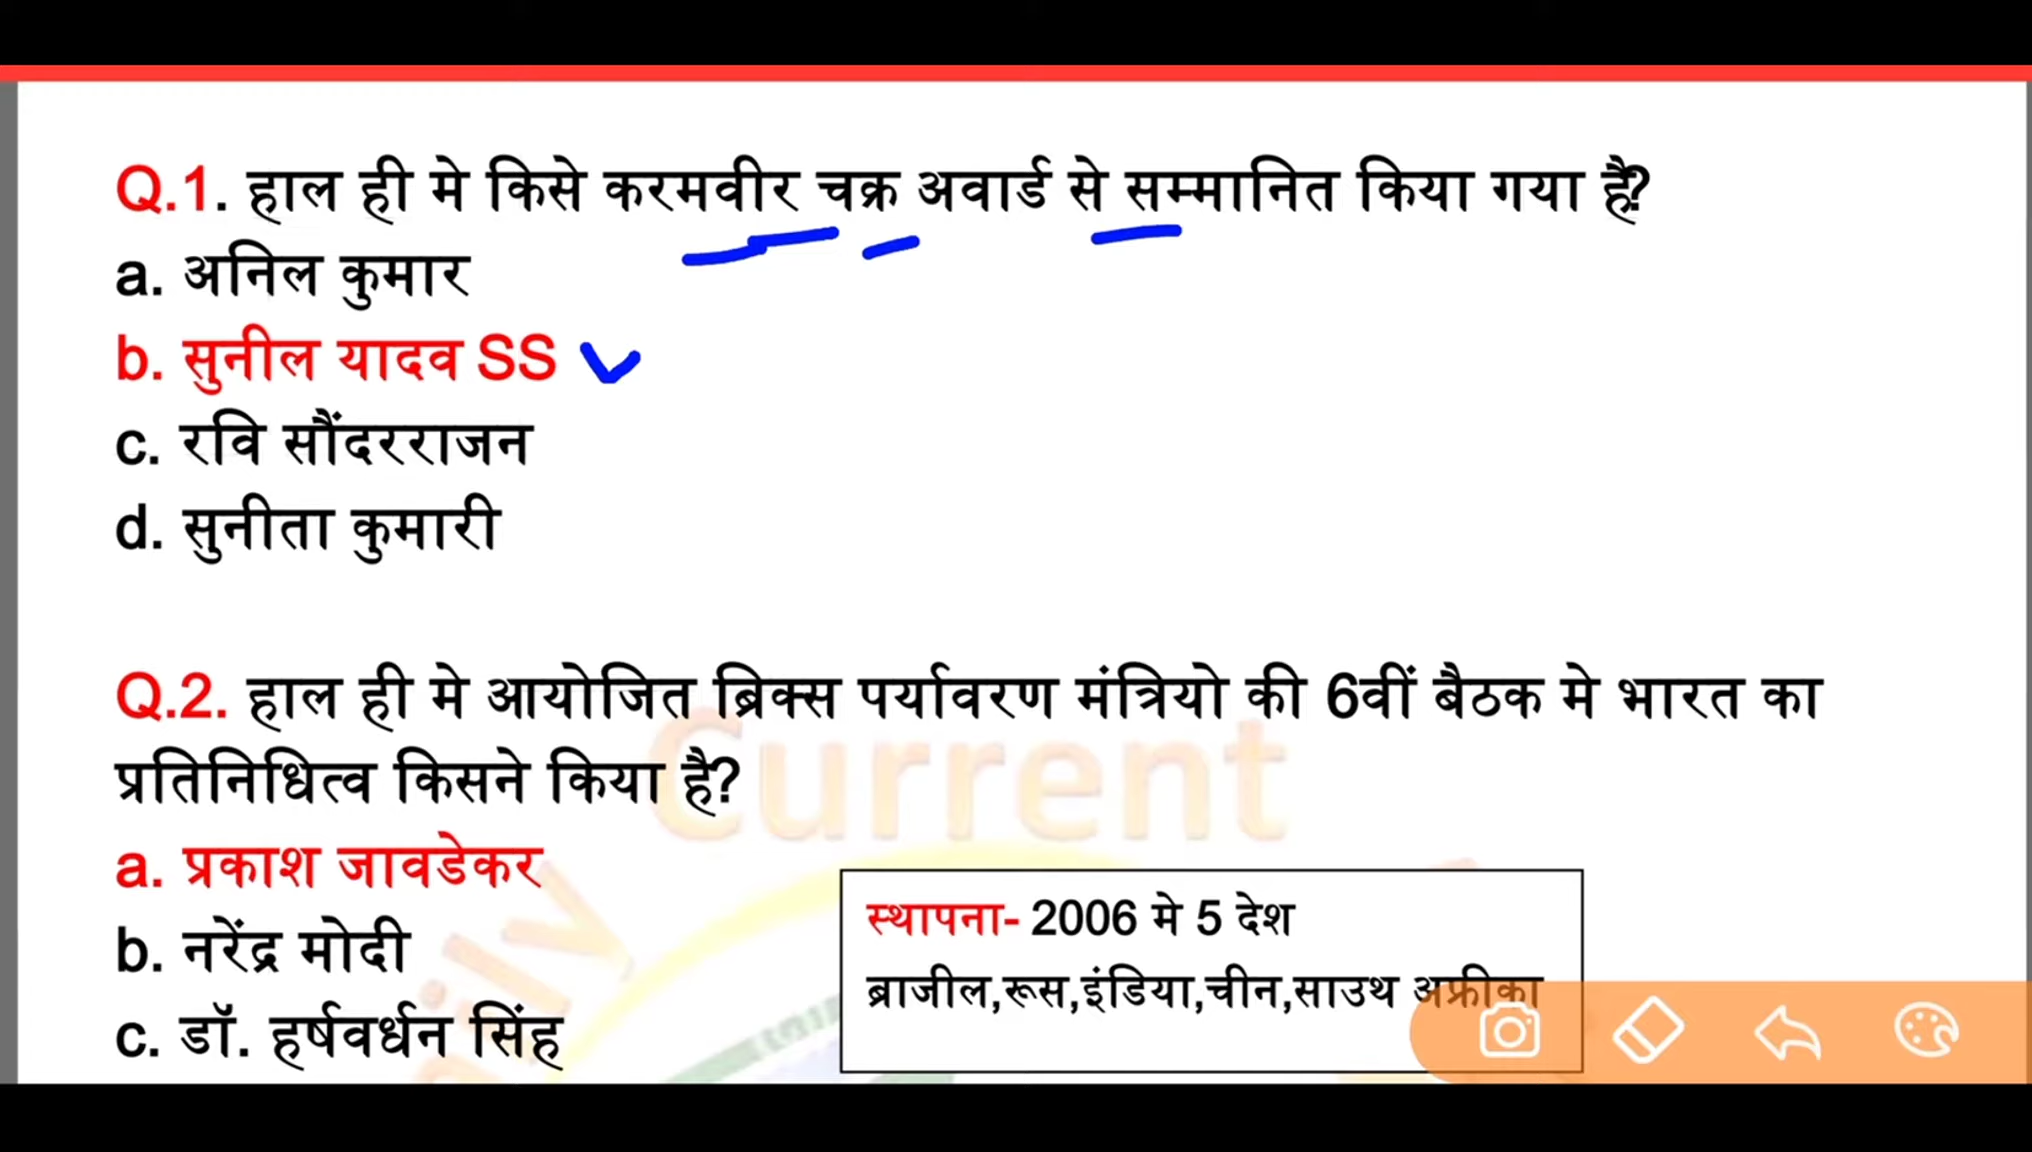 Q.1. हाल ही मे किसे करमवीर चक्र अवार्ड से सम्मानित किया गया है?
a. अनिल कुमार
b. सुनील यादव SS
c. रवि सौंदरराजन
d. सुनीता कुमारी
Q.2. हाल ही मे आयोजित ब्रिक्स पर्यावरण मंत्रियो की 6वीं बैठक मे भारत का
प्रतिनिधित्व किसने किया है?
Current
a. प्रकाश जावडेकर
b. नरेंद्र मोदी
c. डॉ. हर्षवर्धन सिंह
स्थापना- 2006 मे 5 देश
ब्राजील,रूस,इंडिया,चीन,साउथ अफ्रीका